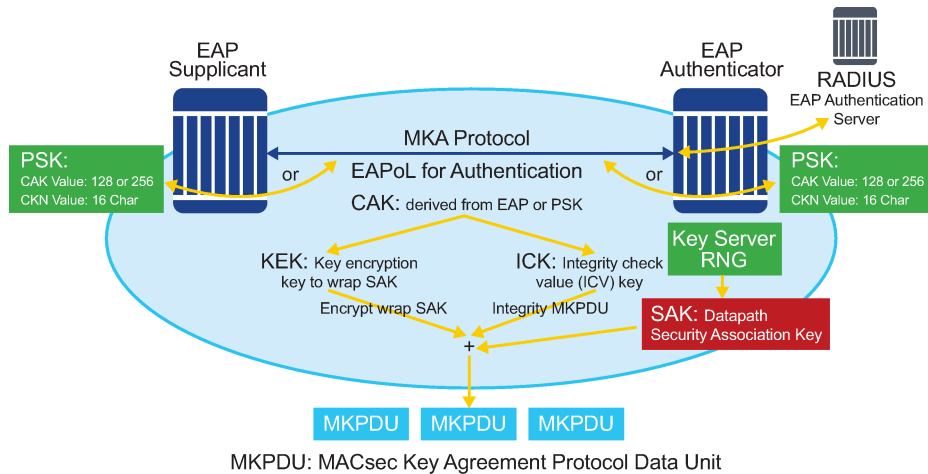 EAP
Supplicant
EAP
Authenticator
RADIUS
EAP Authentication
Server
MKA Protocol
PSK:
CAK Value: 128 or 256
CKN Value: 16 Char
or
EAPoL for Authentication
or
PSK:
CAK Value: 128 or 256
CKN Value: 16 Char
CAK: derived from EAP or PSK
Key Server
RNG
KEK: Key encryption
key to wrap SAK
ICK: Integrity check
value (ICV) key
Encrypt wrap SAK
Integrity MKPDU
SAK: Datapath
Security Association Key
+
MKPDU
MKPDU
MKPDU
MKPDU: MACsec Key Agreement Protocol Data Unit